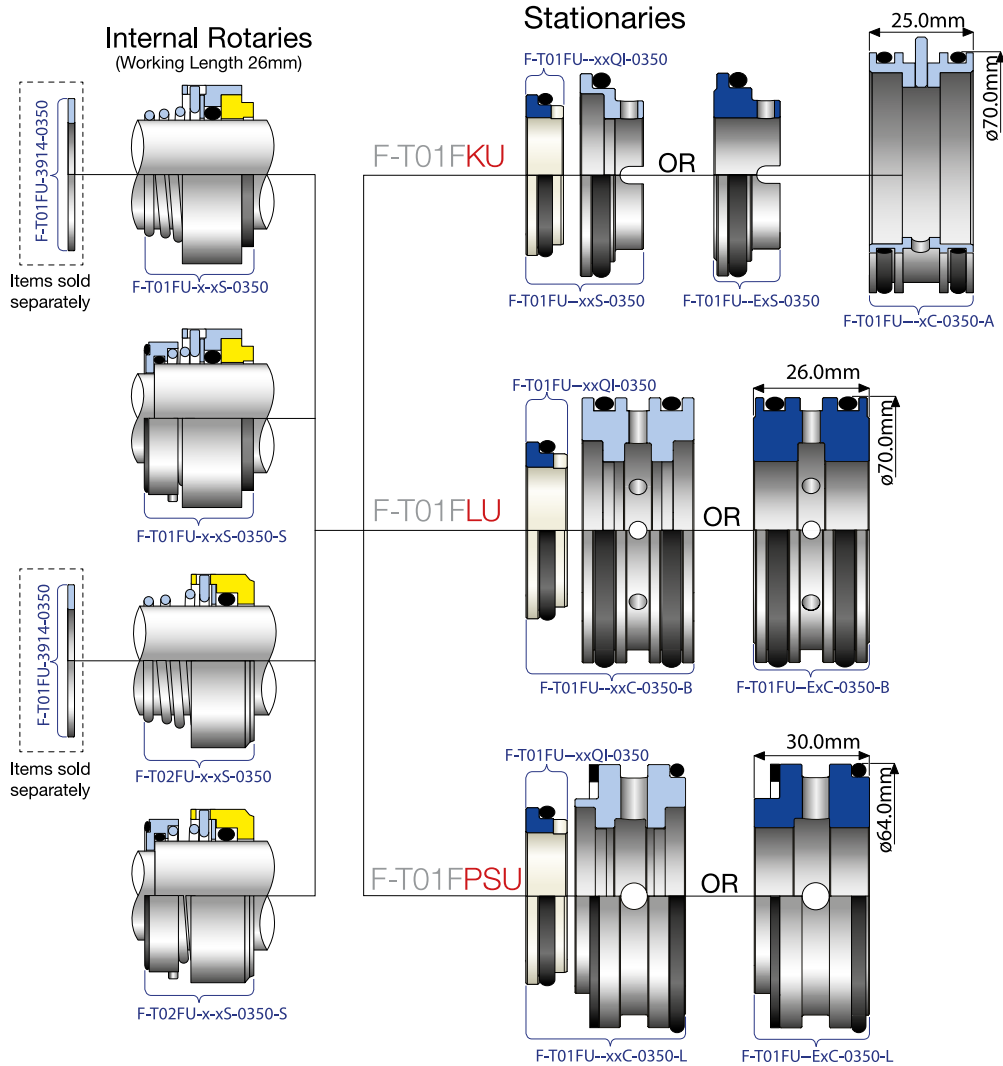 Internal Rotaries
(Working Length 26mm)
F-T01FU-3914-0350
Items sold
separately
F-T01FU-x-xS-0350
F-T01FU-x-xS-0350-S
F-T01FU-3914-0350
Items sold
separately
F-T02FU-x-xS-0350
F-T02FU-x-xS-0350-S
Stationaries
F-T01FKU
F-T01FU--xxQI-0350
F-T01FU—xxS-0350
OR
F-T01FU--ExS-0350
25.0mm
ø70.0mm
F-T01FU—-xC-0350-A
F-T01FLU
F-T01FU—xxQI-0350
F-T01FU--xxC-0350-B
OR
26.0mm
ø70.0mm
F-T01FU—ExC-0350-B
F-T01FPSU
F-T01FU--xxQI-0350
F-T01FU--xxC-0350-L
OR
30.0mm
ø64.0mm
F-T01FU—ExC-0350-L